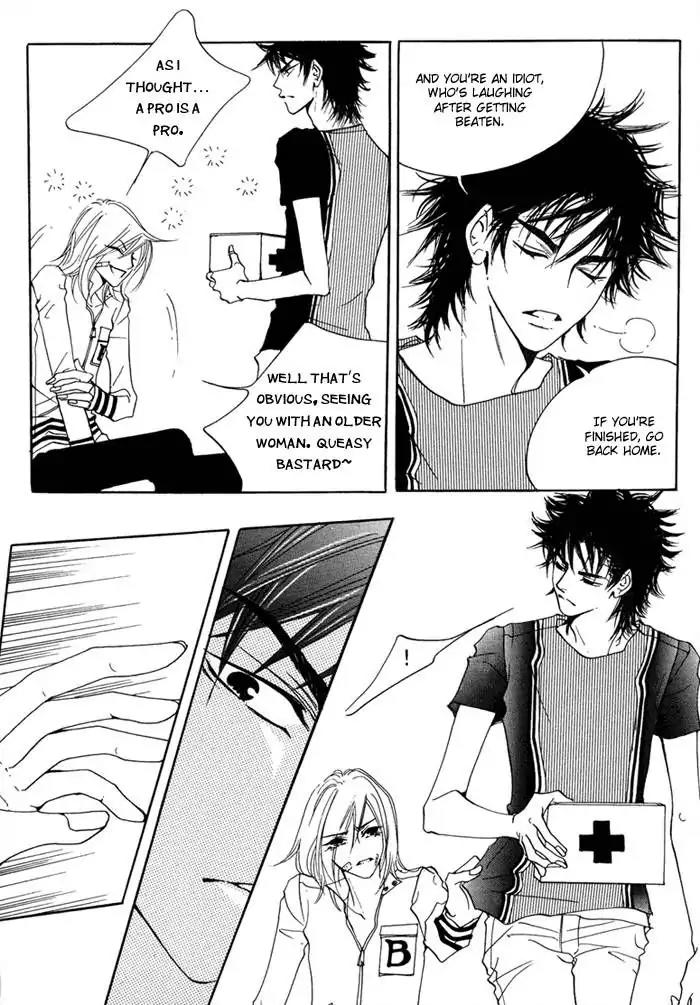 AS I
THOUGHT...
A PRO IS A
PRO.
WELL THAT'S
OBVIOUS, SEEING
YOU WITH AN OLDER
WOMAN. QUEASY
BASTARD~
AND YOU'RE AN IDIOT,
WHO'S LAUGHING
AFTER GETTING
BEATEN.
IF YOU'RE
FINISHED, GO
BACK HOME.
!
B